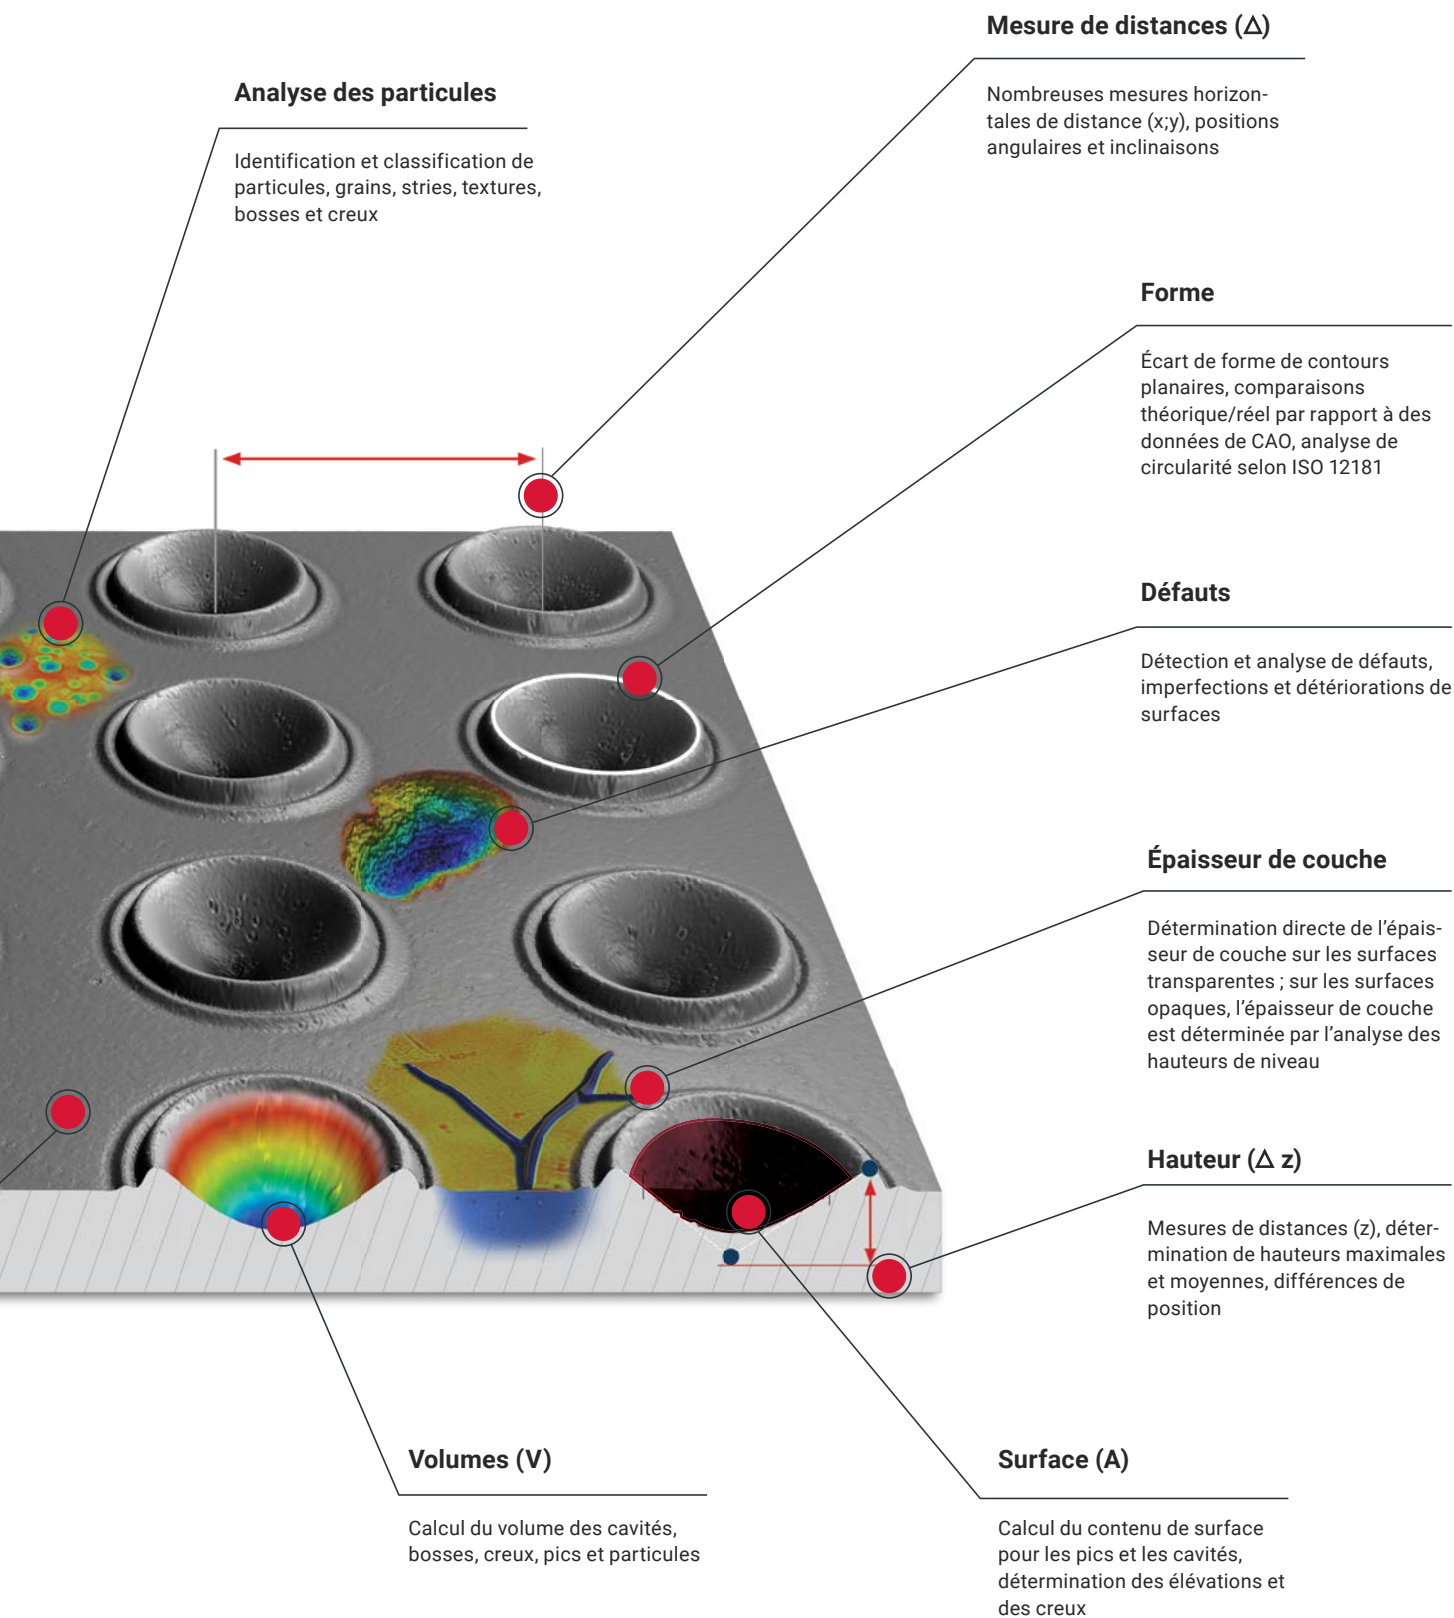 Mesure de distances (Δ)
Nombreuses mesures horizon-
tales de distance (x;y), positions
angulaires et inclinaisons
Analyse des particules
Identification et classification de
particules, grains, stries, textures,
bosses et creux
Forme
Écart de forme de contours
planaires, comparaisons
théorique/réel par rapport à des
données de CAO, analyse de
circularité selon ISO 12181
Défauts
Détection et analyse de défauts,
imperfections et détériorations de
surfaces
Épaisseur de couche
Détermination directe de l'épais-
seur de couche sur les surfaces
transparentes ; sur les surfaces
opaques, l'épaisseur de couche
est déterminée par l'analyse des
hauteurs de niveau
Hauteur (Δ z)
Mesures de distances (z), déter-
mination de hauteurs maximales
et moyennes, différences de
position
Volumes (V)
Calcul du volume des cavités,
bosses, creux, pics et particules
Surface (A)
Calcul du contenu de surface
pour les pics et les cavités,
détermination des élévations et
des creux